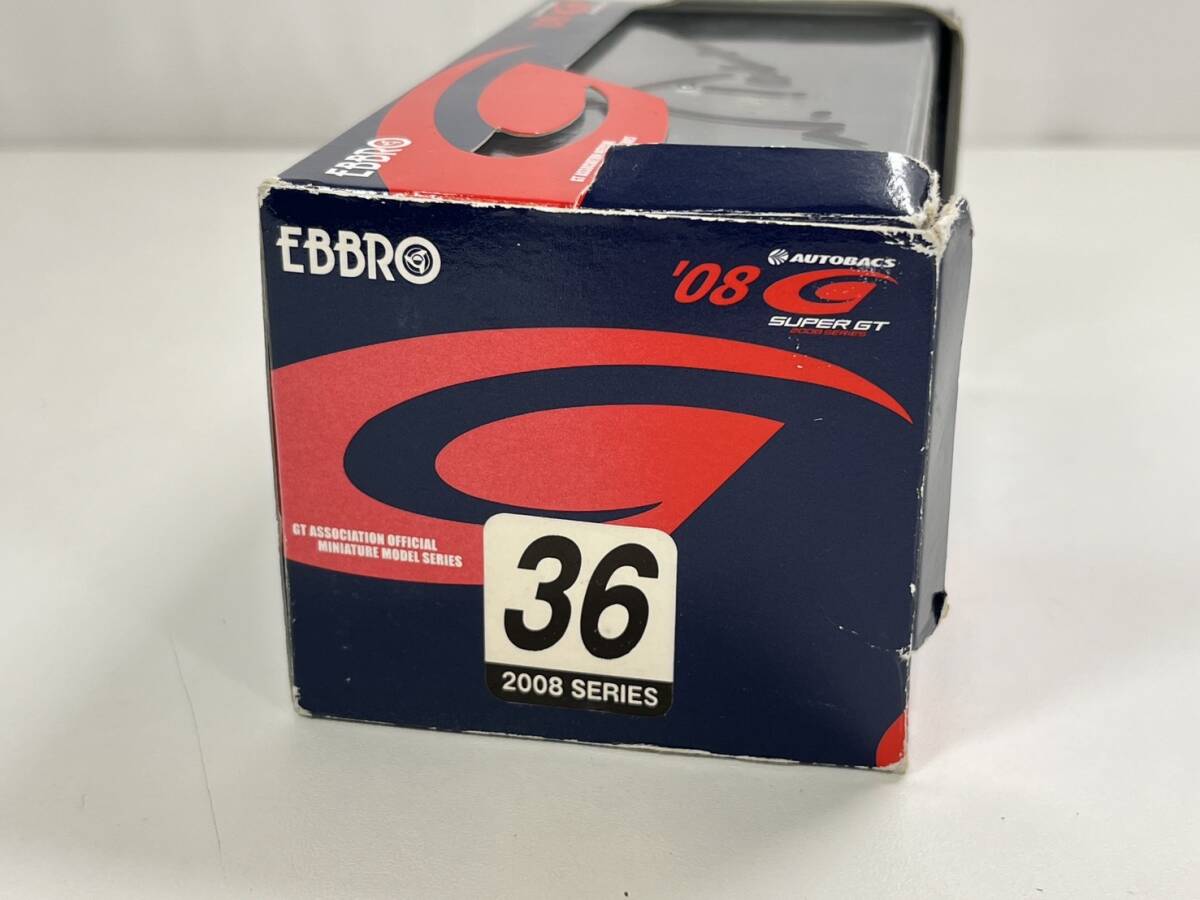 EBBRO
EBBRO
'08
AUTOBACS
SUPER GT
2008 SERIES
GT ASSOCIATION OFFICIAL
MINIATURE MODEL SERIES
36
2008 SERIES